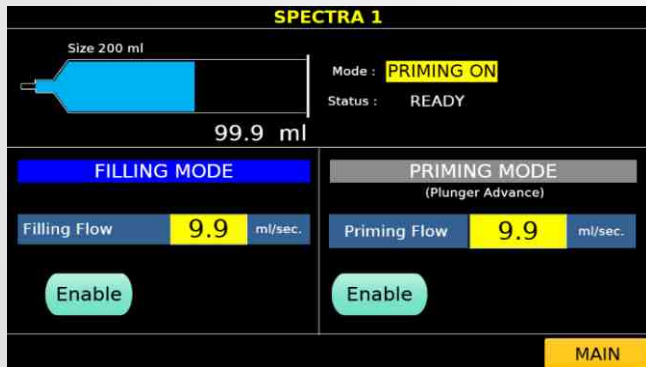 SPECTRA 1
Size 200 ml
99.9 ml
Mode : PRIMING ON
Status : READY
FILLING MODE
Filling Flow 9.9 ml/sec.
Enable
PRIMING MODE
(Plunger Advance)
Priming Flow 9.9 ml/sec.
Enable
MAIN